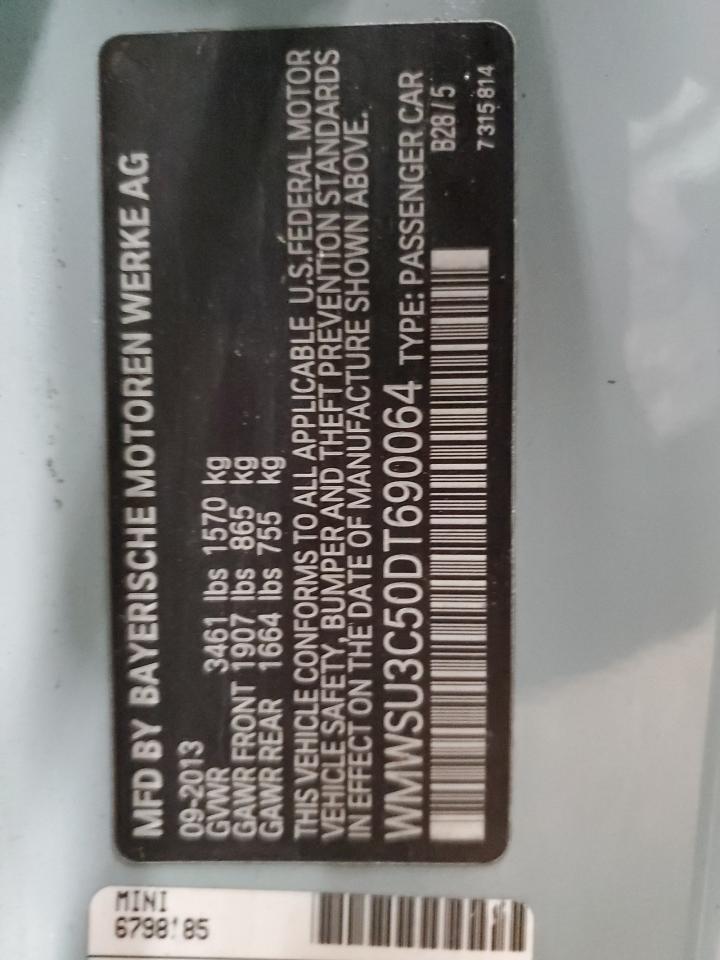 MFD BY BAYERISCHE MOTOREN WERKE AG
09-2013
GVWR 3461 lbs 1570 kg
GAWR FRONT 1907 lbs 865 kg
GAWR REAR 1664 lbs 755 kg
THIS VEHICLE CONFORMS TO ALL APPLICABLE U.S. FEDERAL MOTOR
VEHICLE SAFETY, BUMPER AND THEFT PREVENTION STANDARDS
IN EFFECT ON THE DATE OF MANUFACTURE SHOWN ABOVE.
WMWSU3C50DT690064 TYPE: PASSENGER CAR
B28/5
7 315 814
MINI